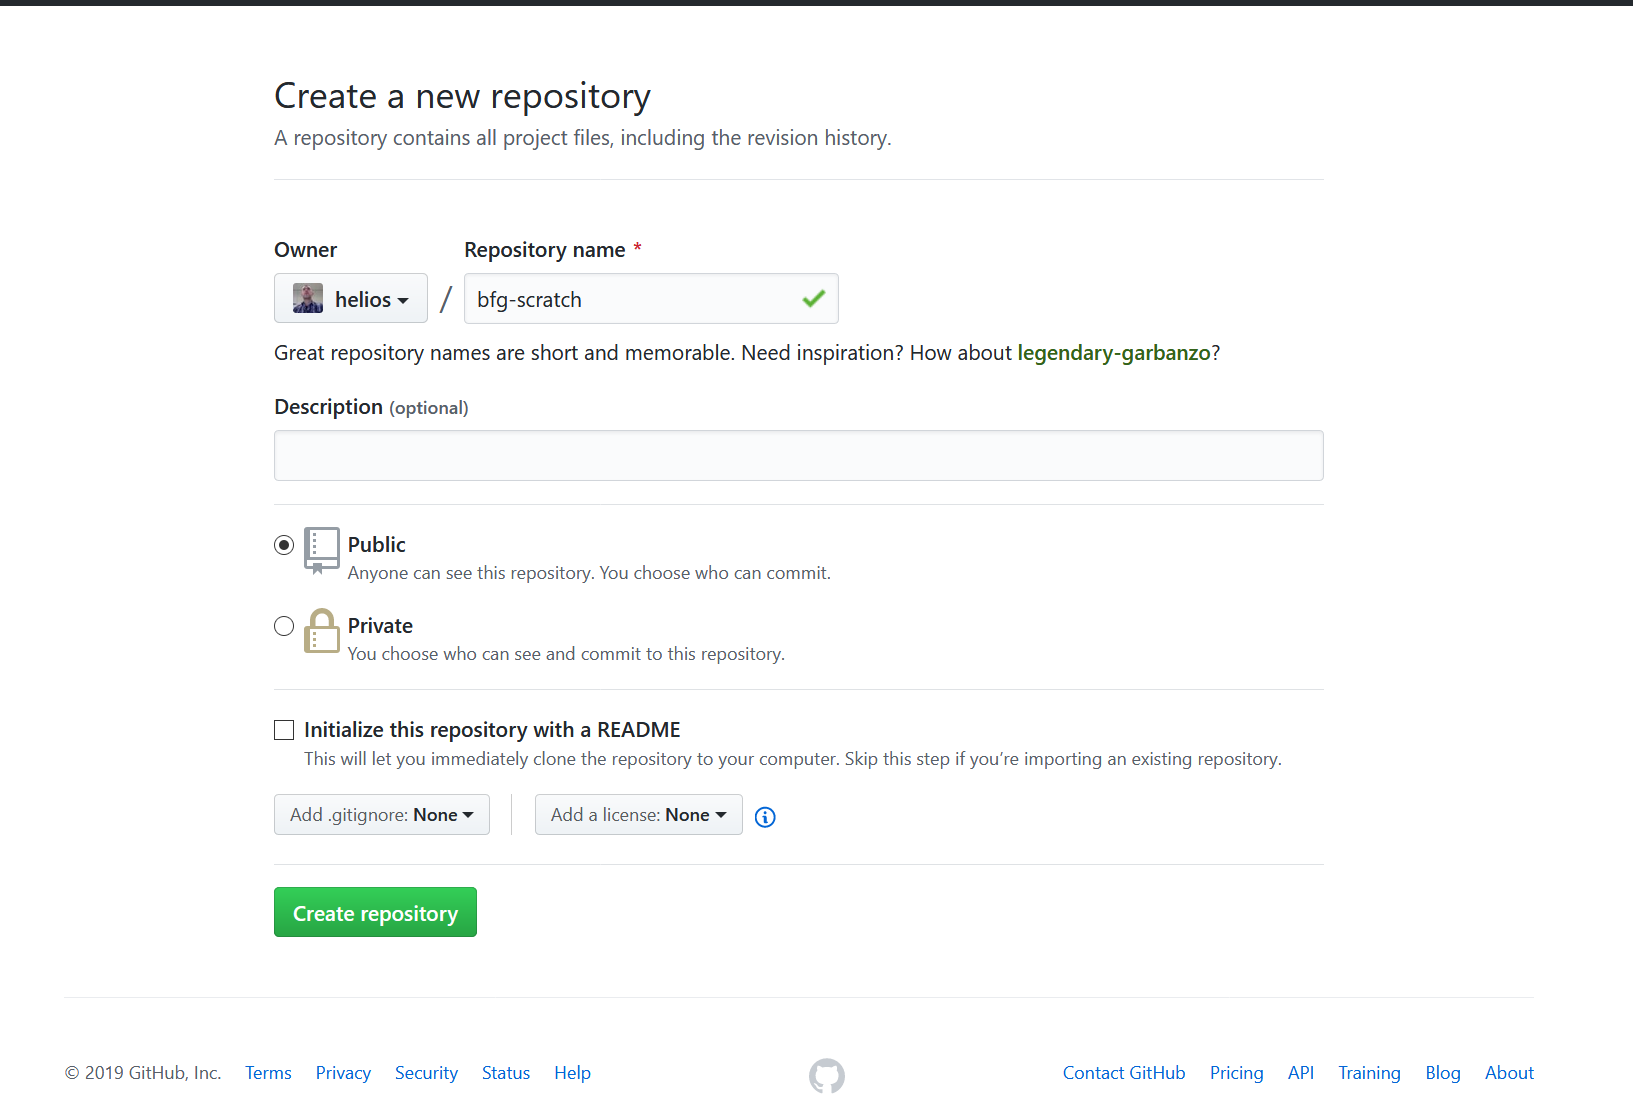 Create a new repository
A repository contains all project files, including the revision history.
Owner Repository name *
helios / bfg-scratch
Great repository names are short and memorable. Need inspiration? How about legendary-garbanzo?
Description (optional)
Public
Anyone can see this repository. You choose who can commit.
Private
You choose who can see and commit to this repository.
Initialize this repository with a README
This will let you immediately clone the repository to your computer. Skip this step if you’re importing an existing repository.
Add .gitignore: None Add a license: None
Create repository
© 2019 GitHub, Inc. Terms Privacy Security Status Help Contact GitHub Pricing API Training Blog About